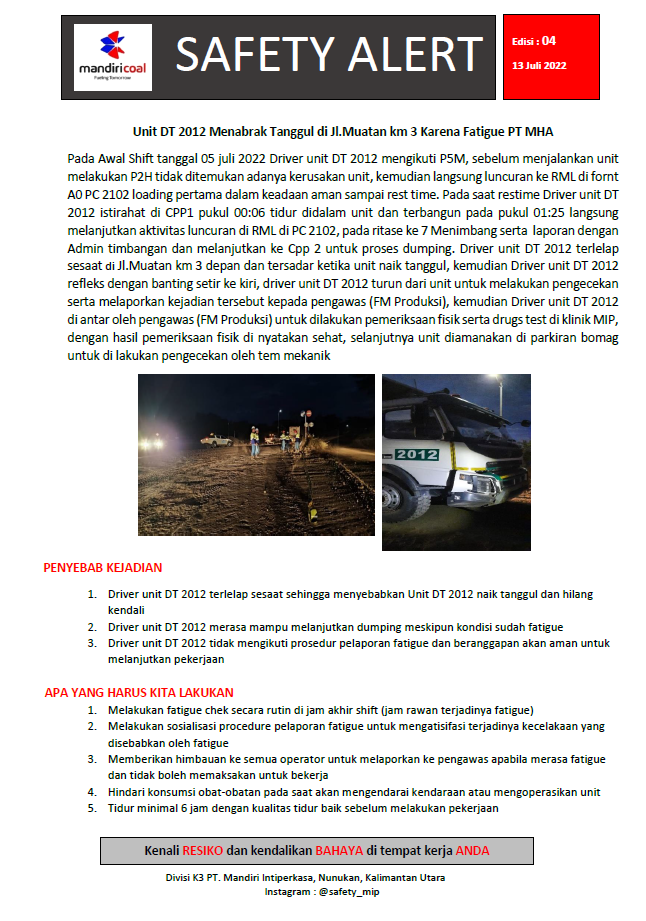 mandiricoal
Fueling Tomorrow
SAFETY ALERT
Edisi : 04
13 Juli 2022
Unit DT 2012 Menabrak Tanggul di Jl.Muatan km 3 Karena Fatigue PT MHA
Pada Awal Shift tanggal 05 juli 2022 Driver unit DT 2012 mengikuti P5M, sebelum menjalankan unit
melakukan P2H tidak ditemukan adanya kerusakan unit, kemudian langsung luncuran ke RML di fornt
A0 PC 2102 loading pertama dalam keadaan aman sampai rest time. Pada saat restime Driver unit DT
2012 istirahat di CPP1 pukul 00:06 tidur didalam unit dan terbangun pada pukul 01:25 langsung
melanjutkan aktivitas luncuran di RML di PC 2102, pada ritase ke 7 Menimbang serta laporan dengan
Admin timbangan dan melanjutkan ke Cpp 2 untuk proses dumping. Driver unit DT 2012 terlelap
sesaat di Jl.Muatan km 3 depan dan tersadar ketika unit naik tanggul, kemudian Driver unit DT 2012
refleks dengan banting setir ke kiri, driver unit DT 2012 turun dari unit untuk melakukan pengecekan
serta melaporkan kejadian tersebut kepada pengawas (FM Produksi), kemudian Driver unit DT 2012
di antar oleh pengawas (FM Produksi) untuk dilakukan pemeriksaan fisik serta drugs test di klinik MIP,
dengan hasil pemeriksaan fisik di nyatakan sehat, selanjutnya unit diamanakan di parkiran bomag
untuk di lakukan pengecekan oleh tem mekanik
2012
PENYEBAB KEJADIAN
1. Driver unit DT 2012 terlelap sesaat sehingga menyebabkan Unit DT 2012 naik tanggul dan hilang
kendali
2. Driver unit DT 2012 merasa mampu melanjutkan dumping meskipun kondisi sudah fatigue
3. Driver unit DT 2012 tidak mengikuti prosedur pelaporan fatigue dan beranggapan akan aman untuk
melanjutkan pekerjaan
APA YANG HARUS KITA LAKUKAN
1. Melakukan fatigue chek secara rutin di jam akhir shift (jam rawan terjadinya fatigue)
2. Melakukan sosialisasi procedure pelaporan fatigue untuk mengatisifasi terjadinya kecelakaan yang
disebabkan oleh fatigue
3. Memberikan himbauan ke semua operator untuk melaporkan ke pengawas apabila merasa fatigue
dan tidak boleh memaksakan untuk bekerja
4. Hindari konsumsi obat-obatan pada saat akan mengendarai kendaraan atau mengoperasikan unit
5. Tidur minimal 6 jam dengan kualitas tidur baik sebelum melakukan pekerjaan
Kenali RESIKO dan kendalikan BAHAYA di tempat kerja ANDA
Divisi K3 PT. Mandiri Intiperkasa, Nunukan, Kalimantan Utara
Instagram : @safety_mip